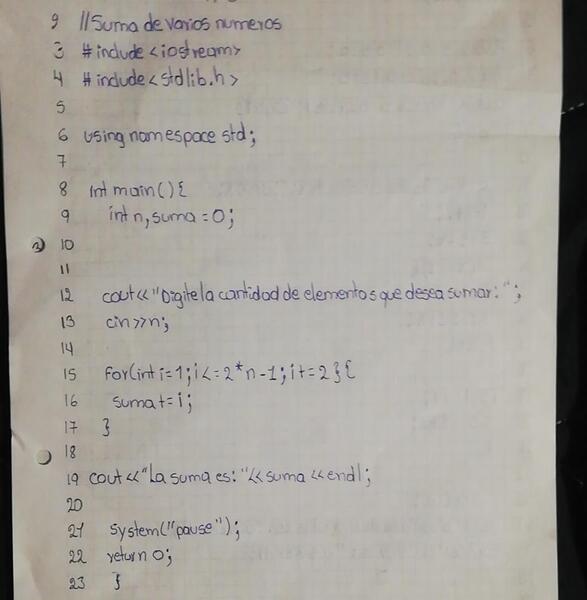 9 //Suma de varios numeros
3 #include <iostream>
4 #include <stdlib.h>
5
6 using namespace std;
7
8 int main(){
9 int n, suma = 0;
10
11
12 cout<<"Digite la cantidad de elementos que desea sumar: ";
13 cin>>n;
14
15 for(int i=1; i<=2*n-1; i+=2}{
16 suma+=i;
17 }
18
19 cout<<"La suma es: "<<suma<<endl;
20
21 system("pause");
22 return 0;
23 }